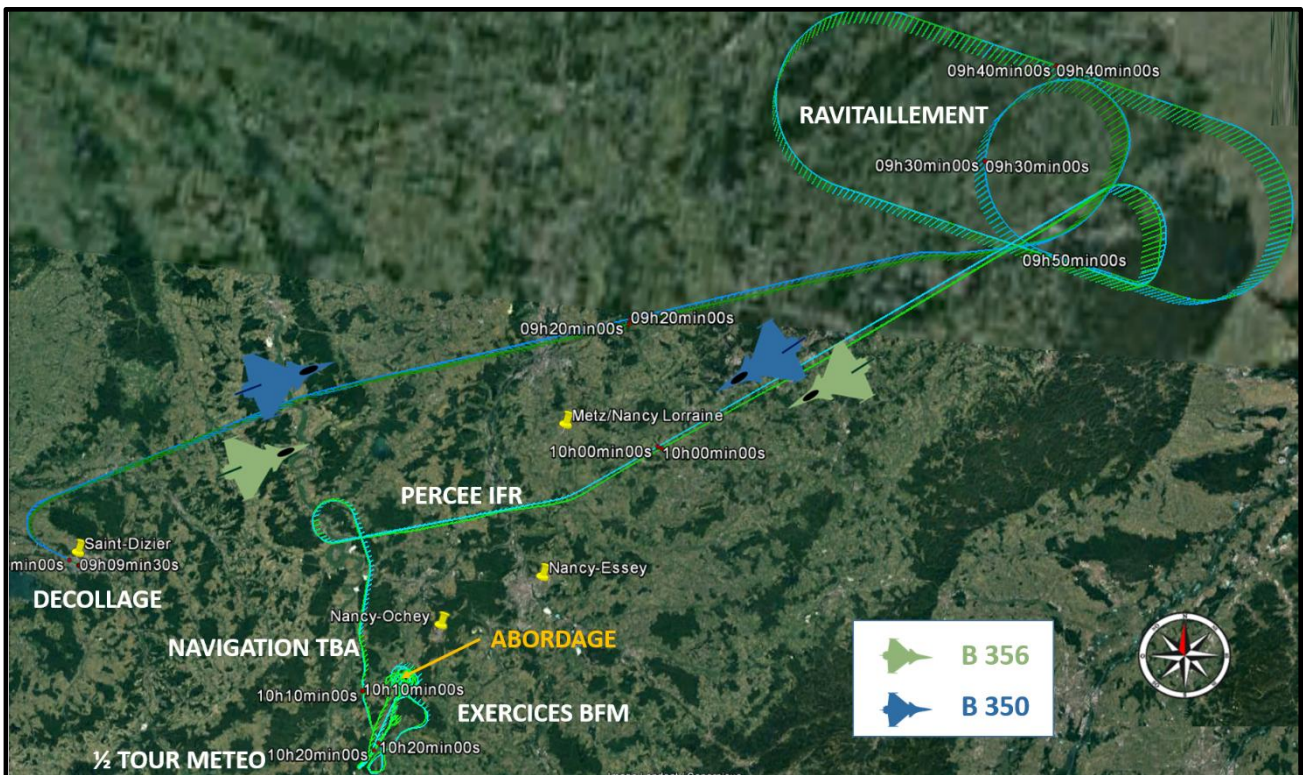 09h40min00s 09h40min00s
RAVITAILLEMENT
09h30min00s 09h30min00s
09h50min00s
09h20min00s 09h20min00s
Metz/Nancy Lorraine
10h00min00s 10h00min00s
PERCEE IFR
Saint-Dizier
min00s 09h09min30s
DECOLLAGE
Nancy-Essey
Nancy-Ochey
ABORDAGE
NAVIGATION TBA
10h10min00s 10h10min00s
EXERCICES BFM
½ TOUR METEO
10h20min00s 10h20min00s
B 356
B 350
N